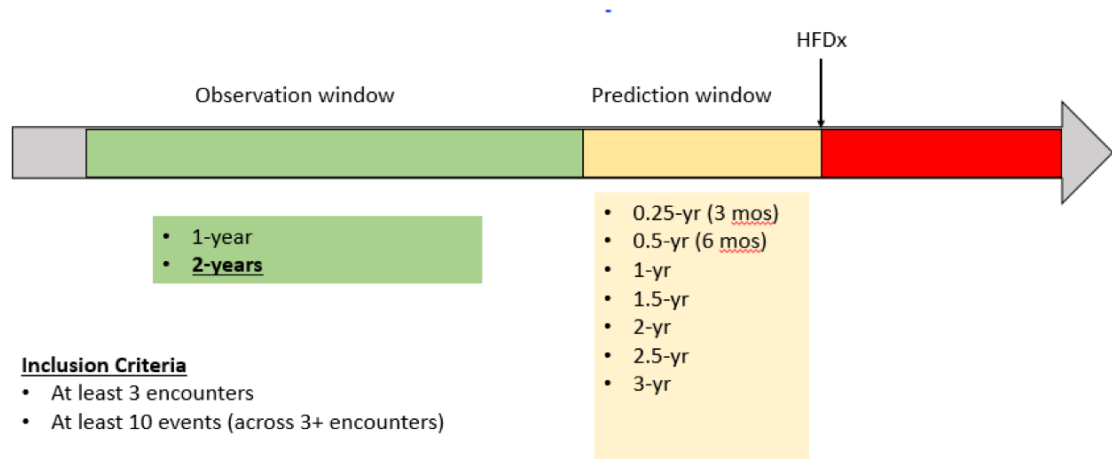 HFDx
Observation window
Prediction window
• 1-year
• 2-years
• 0.25-yr (3 mos)
• 0.5-yr (6 mos)
• 1-yr
• 1.5-yr
• 2-yr
• 2.5-yr
• 3-yr
Inclusion Criteria
• At least 3 encounters
• At least 10 events (across 3+ encounters)